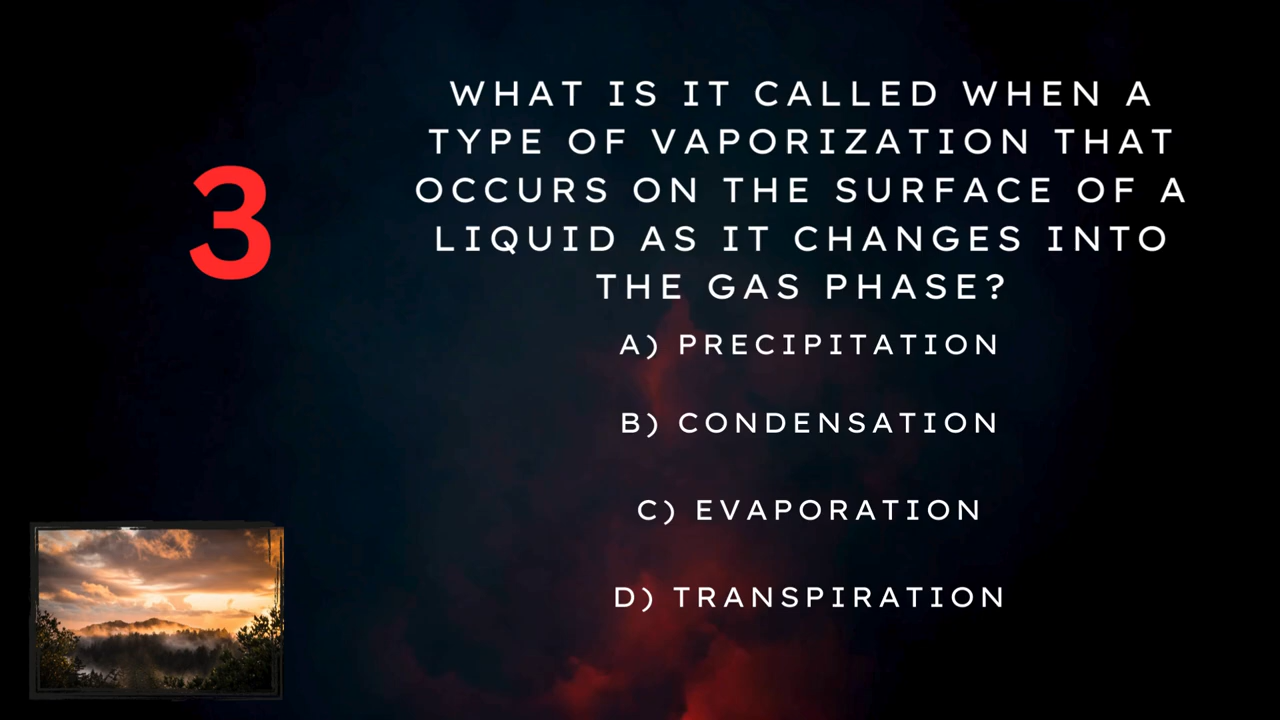 3
WHAT IS IT CALLED WHEN A
TYPE OF VAPORIZATION THAT
OCCURS ON THE SURFACE OF A
LIQUID AS IT CHANGES INTO
THE GAS PHASE?
A) PRECIPITATION
B) CONDENSATION
C) EVAPORATION
D) TRANSPIRATION